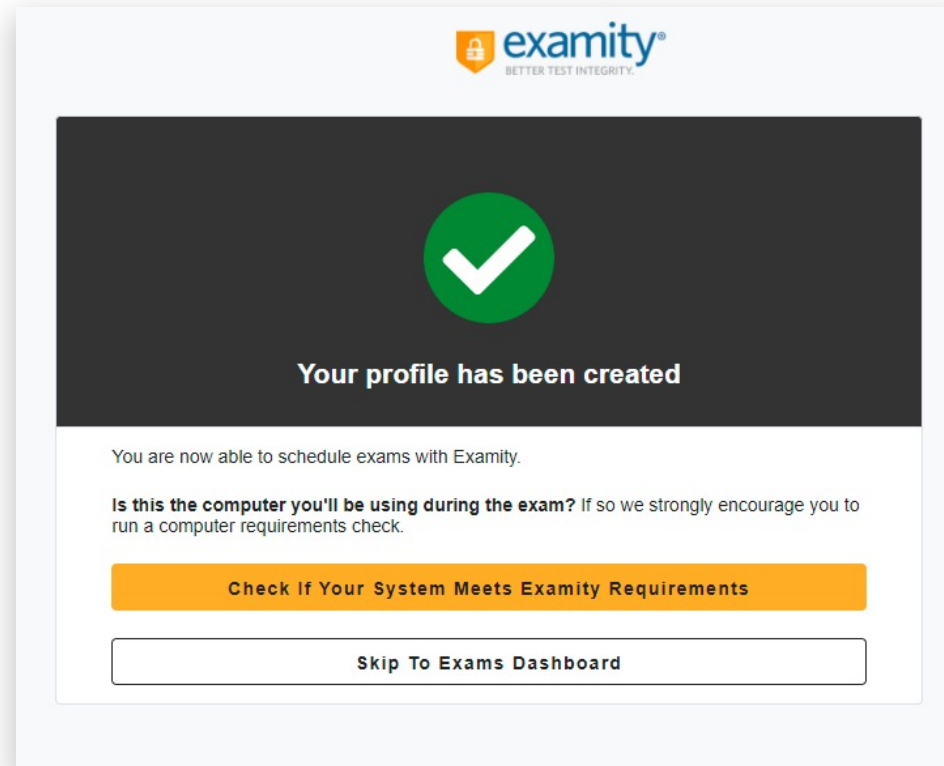 examity®
BETTER TEST INTEGRITY.
Your profile has been created
You are now able to schedule exams with Examity.
Is this the computer you'll be using during the exam? If so we strongly encourage you to
run a computer requirements check.
Check If Your System Meets Examity Requirements
Skip To Exams Dashboard